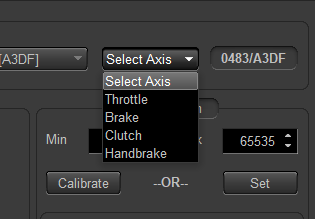 [A3DF]
Select Axis
0483/A3DF
Select Axis
Throttle
Brake
Clutch
Handbrake
Min
65535
Calibrate
--OR--
Set